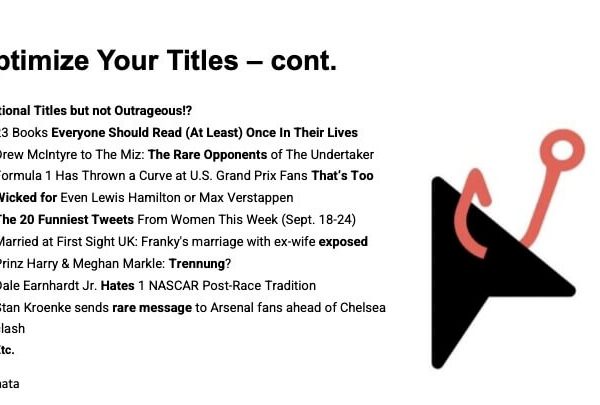 ptimize Your Titles – cont.
tional Titles but not Outrageous!?
23 Books Everyone Should Read (At Least) Once In Their Lives
Drew McIntyre to The Miz: The Rare Opponents of The Undertaker
Formula 1 Has Thrown a Curve at U.S. Grand Prix Fans That's Too
Wicked for Even Lewis Hamilton or Max Verstappen
The 20 Funniest Tweets From Women This Week (Sept. 18-24)
Married at First Sight UK: Franky's marriage with ex-wife exposed
Prinz Harry & Meghan Markle: Trennung?
Dale Earnhardt Jr. Hates 1 NASCAR Post-Race Tradition
Stan Kroenke sends rare message to Arsenal fans ahead of Chelsea
clash
Etc.
nata